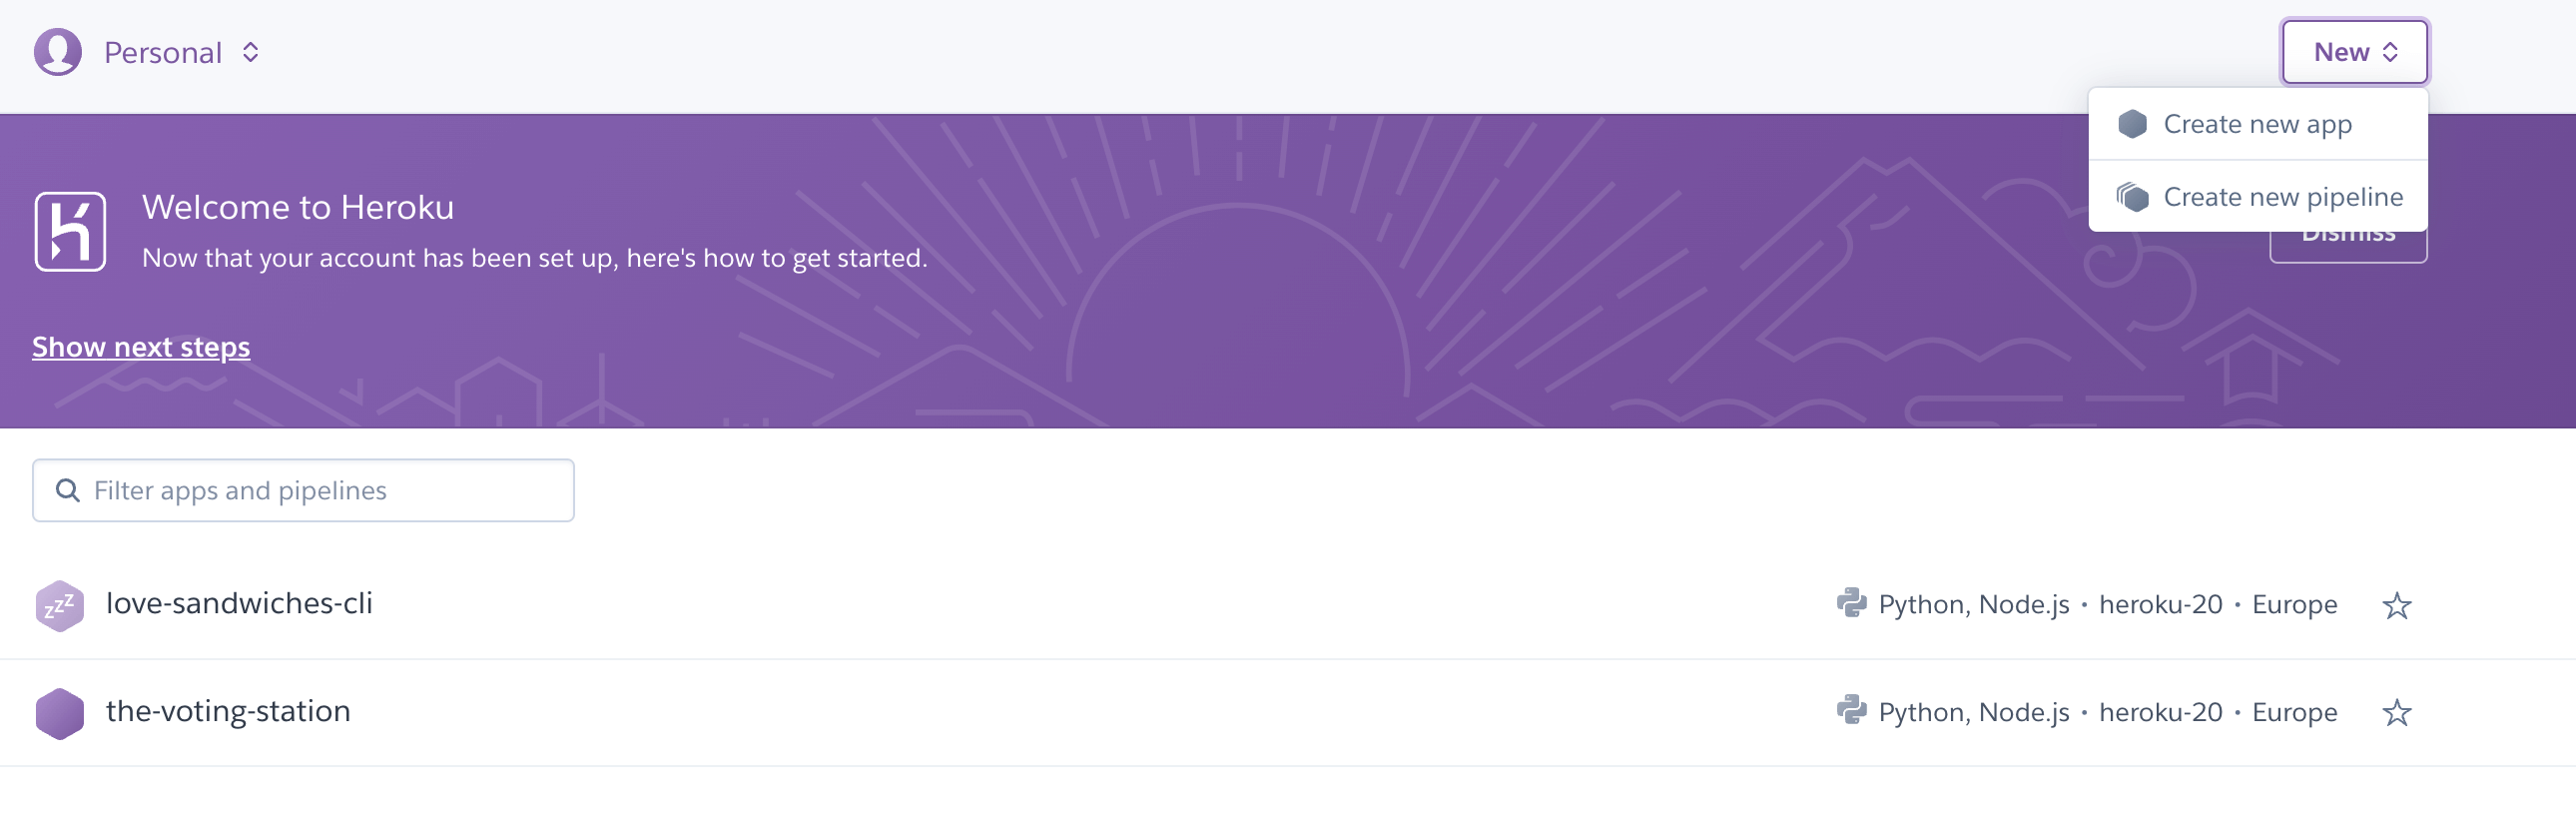 Personal
New
Create new app
Create new pipeline
Welcome to Heroku
Now that your account has been set up, here's how to get started.
Dismiss
Show next steps
Filter apps and pipelines
zzz
love-sandwiches-cli
Python, Node.js • heroku-20 • Europe
the-voting-station
Python, Node.js • heroku-20 • Europe